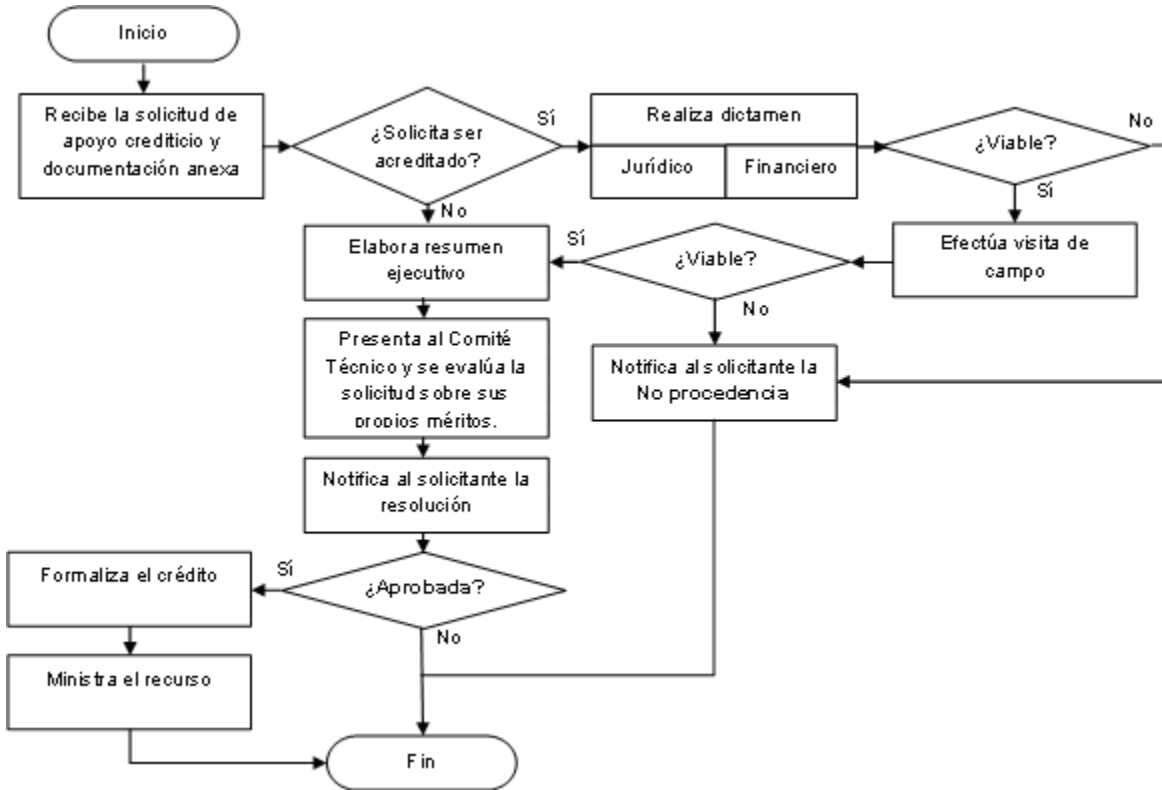 Inicio
Recibe la solicitud de
apoyo crediticio y
documentación anexa
¿Solicita ser
acreditado?
Sí
No
Realiza dictamen
Jurídico
Financiero
¿Viable?
No
Sí
Efectúa visita de
campo
¿Viable?
Sí
No
Elabora resumen
ejecutivo
Presenta al Comité
Técnico y se evalúa la
solicitud sobre sus
propios méritos.
Notifica al solicitante la
No procedencia
Notifica al solicitante la
resolución
¿Aprobada?
Sí
No
Formaliza el crédito
Ministra el recurso
Fin